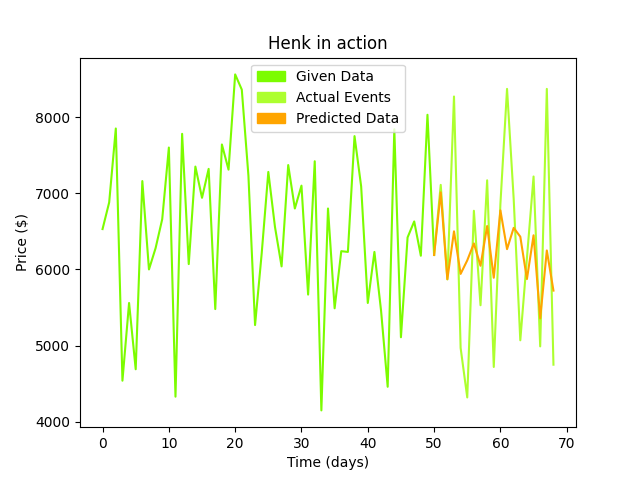 Henk in action
Given Data
Actual Events
Predicted Data
Price ($)
8000
7000
6000
5000
4000
0 10 20 30 40 50 60 70
Time (days)